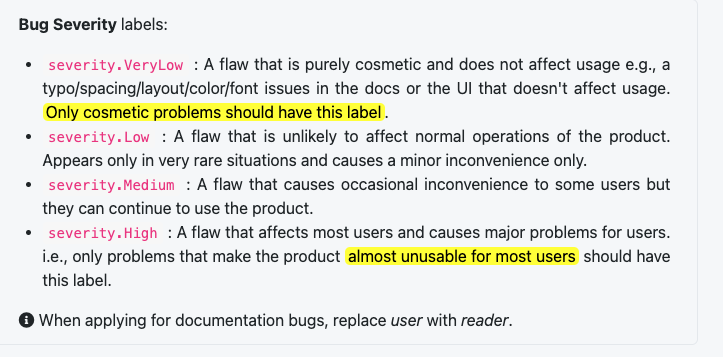 Bug Severity labels:
• severity.VeryLow : A flaw that is purely cosmetic and does not affect usage e.g., a
typo/spacing/layout/color/font issues in the docs or the UI that doesn't affect usage.
Only cosmetic problems should have this label.
• severity.Low : A flaw that is unlikely to affect normal operations of the product.
Appears only in very rare situations and causes a minor inconvenience only.
• severity.Medium : A flaw that causes occasional inconvenience to some users but
they can continue to use the product.
• severity.High : A flaw that affects most users and causes major problems for users.
i.e., only problems that make the product almost unusable for most users should have
this label.
When applying for documentation bugs, replace user with reader.